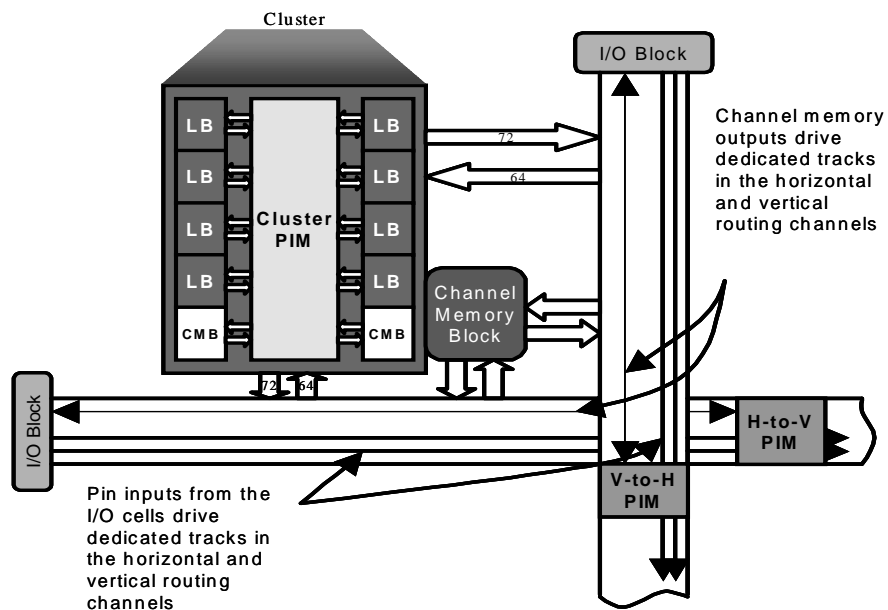 Cluster
I/O Block
LB
LB
LB
LB
LB
LB
LB
LB
CMB
CMB
Cluster
PIM
72
64
Channel memory
outputs drive
dedicated tracks
in the horizontal
and vertical
routing channels
Channel
Memory
Block
72
64
I/O Block
H-to-V
PIM
V-to-H
PIM
Pin inputs from the
I/O cells drive
dedicated tracks in
the horizontal and
vertical routing
channels